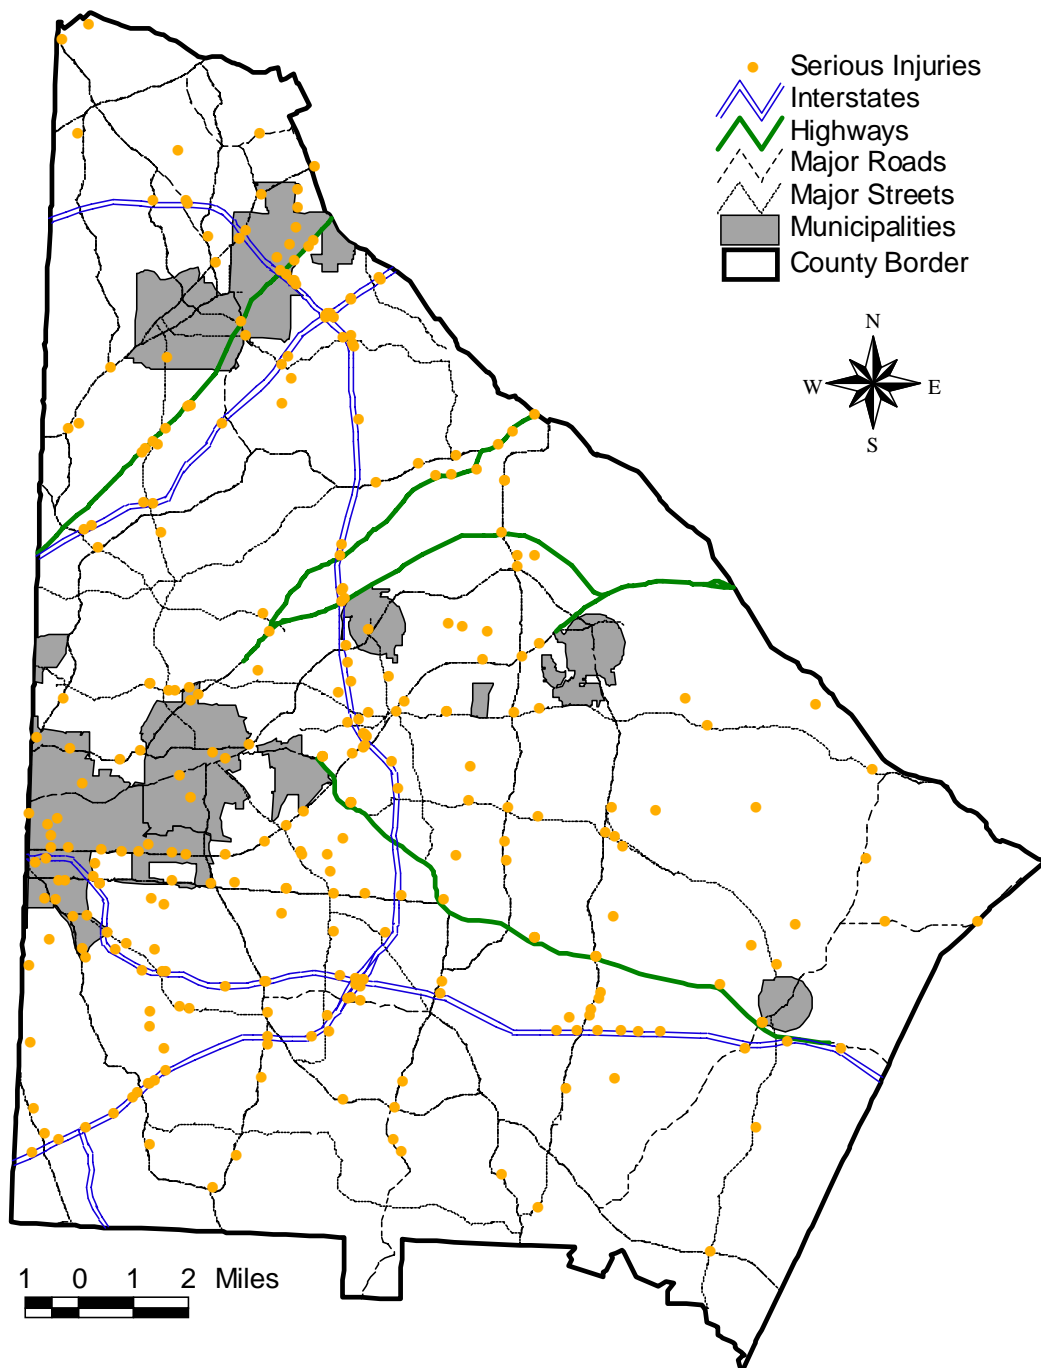 Serious Injuries
Interstates
Highways
Major Roads
Major Streets
Municipalities
County Border
N
W E
S
1 0 1 2 Miles